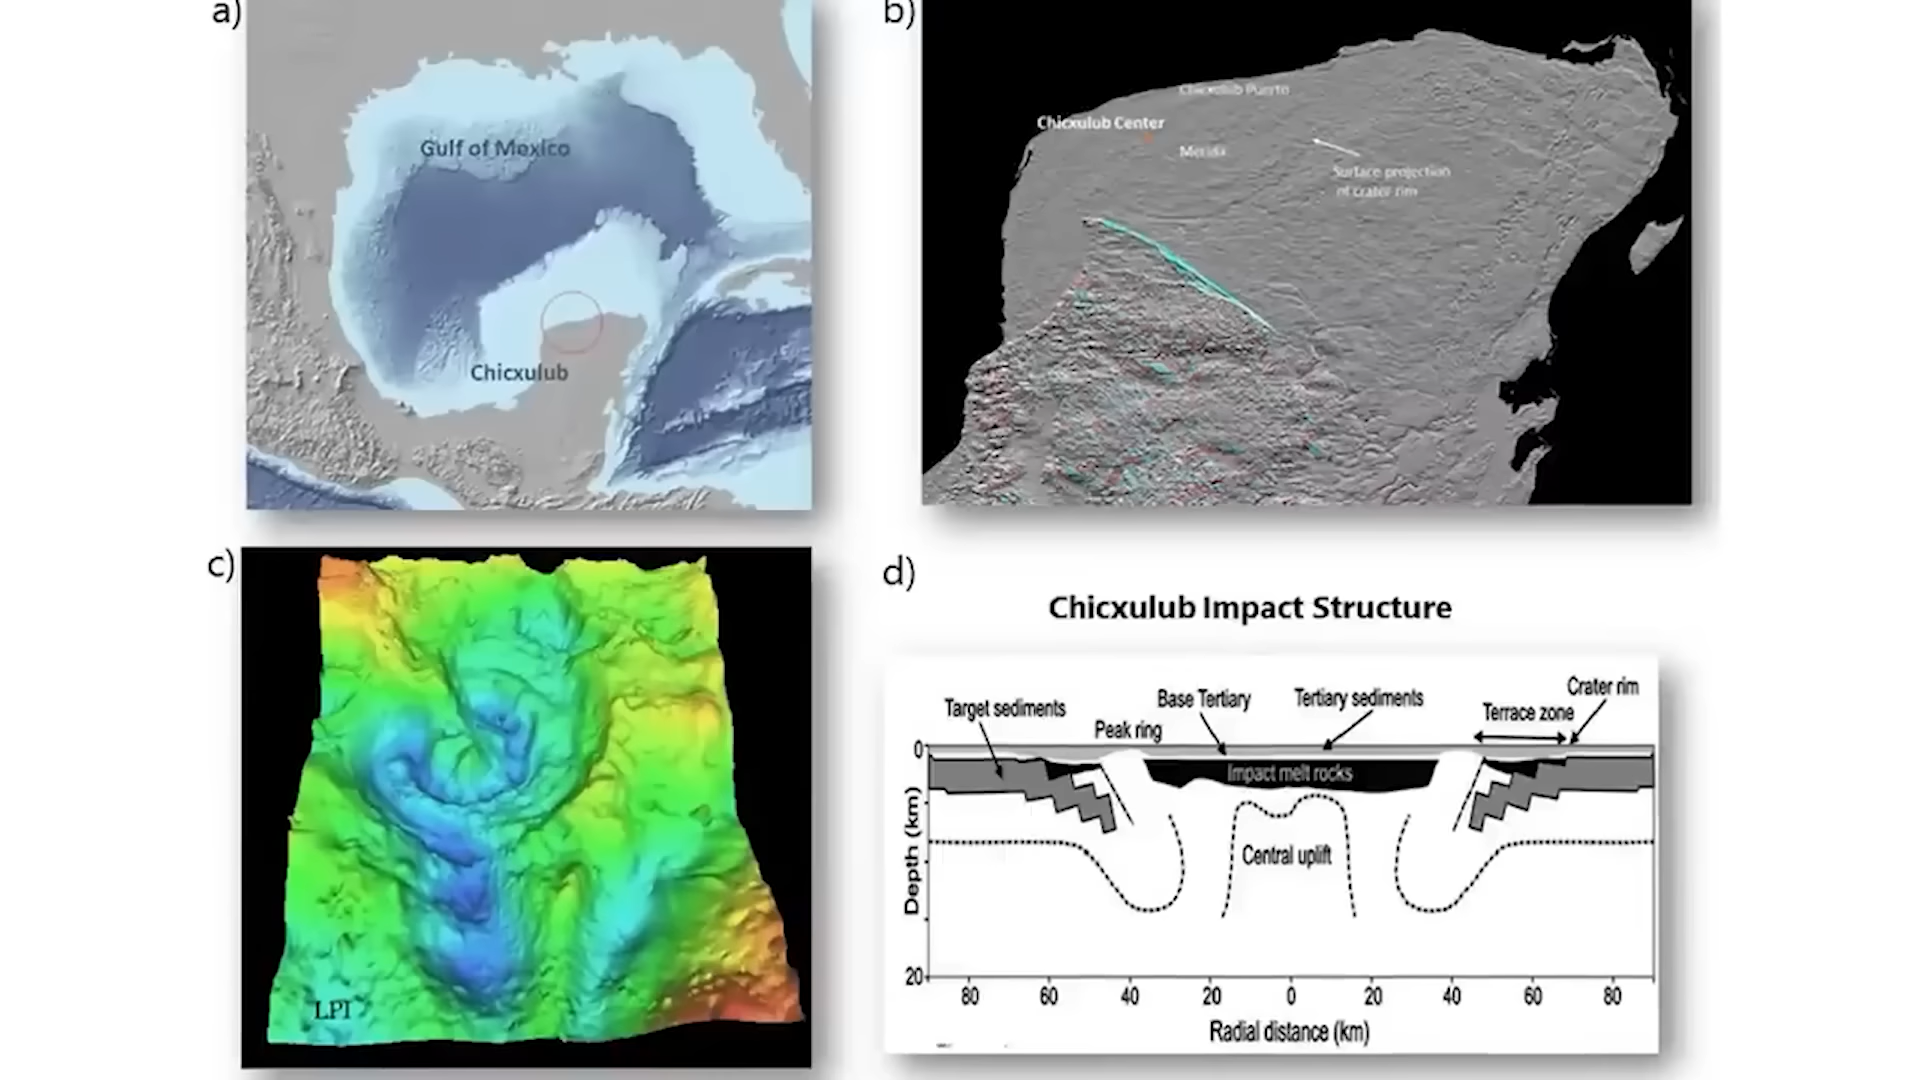 a)
Gulf of Mexico
Chicxulub
b)
Chicxulub Puerto
Chicxulub Center
Merida
Surface projection
of crater rim
c)
LPI
d)
Chicxulub Impact Structure
Crater rim
Target sediments
Base Tertiary
Tertiary sediments
Terrace zone
Peak ring
0
Impact melt rocks
Central uplift
Depth (km)
20
80 60 40 20 0 20 40 60 80
Radial distance (km)